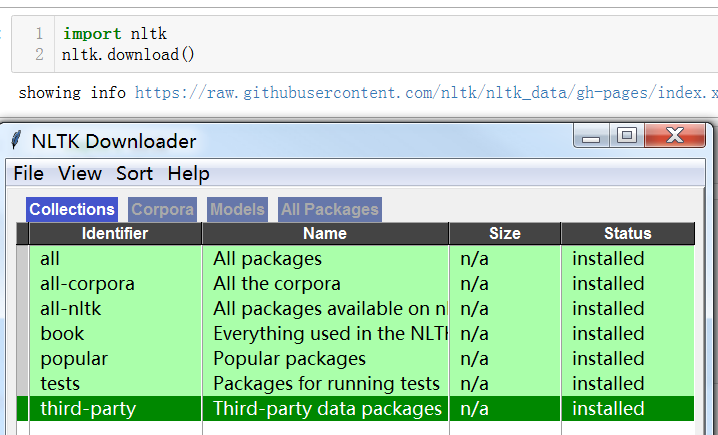 1 import nltk
2 nltk.download()
showing info https://raw.githubusercontent.com/nltk/nltk_data/gh-pages/index.x
NLTK Downloader
File View Sort Help
Collections Corpora Models All Packages
Identifier Name Size Status
all All packages n/a installed
all-corpora All the corpora n/a installed
all-nltk All packages available on nl n/a installed
book Everything used in the NLTK n/a installed
popular Popular packages n/a installed
tests Packages for running tests n/a installed
third-party Third-party data packages n/a installed